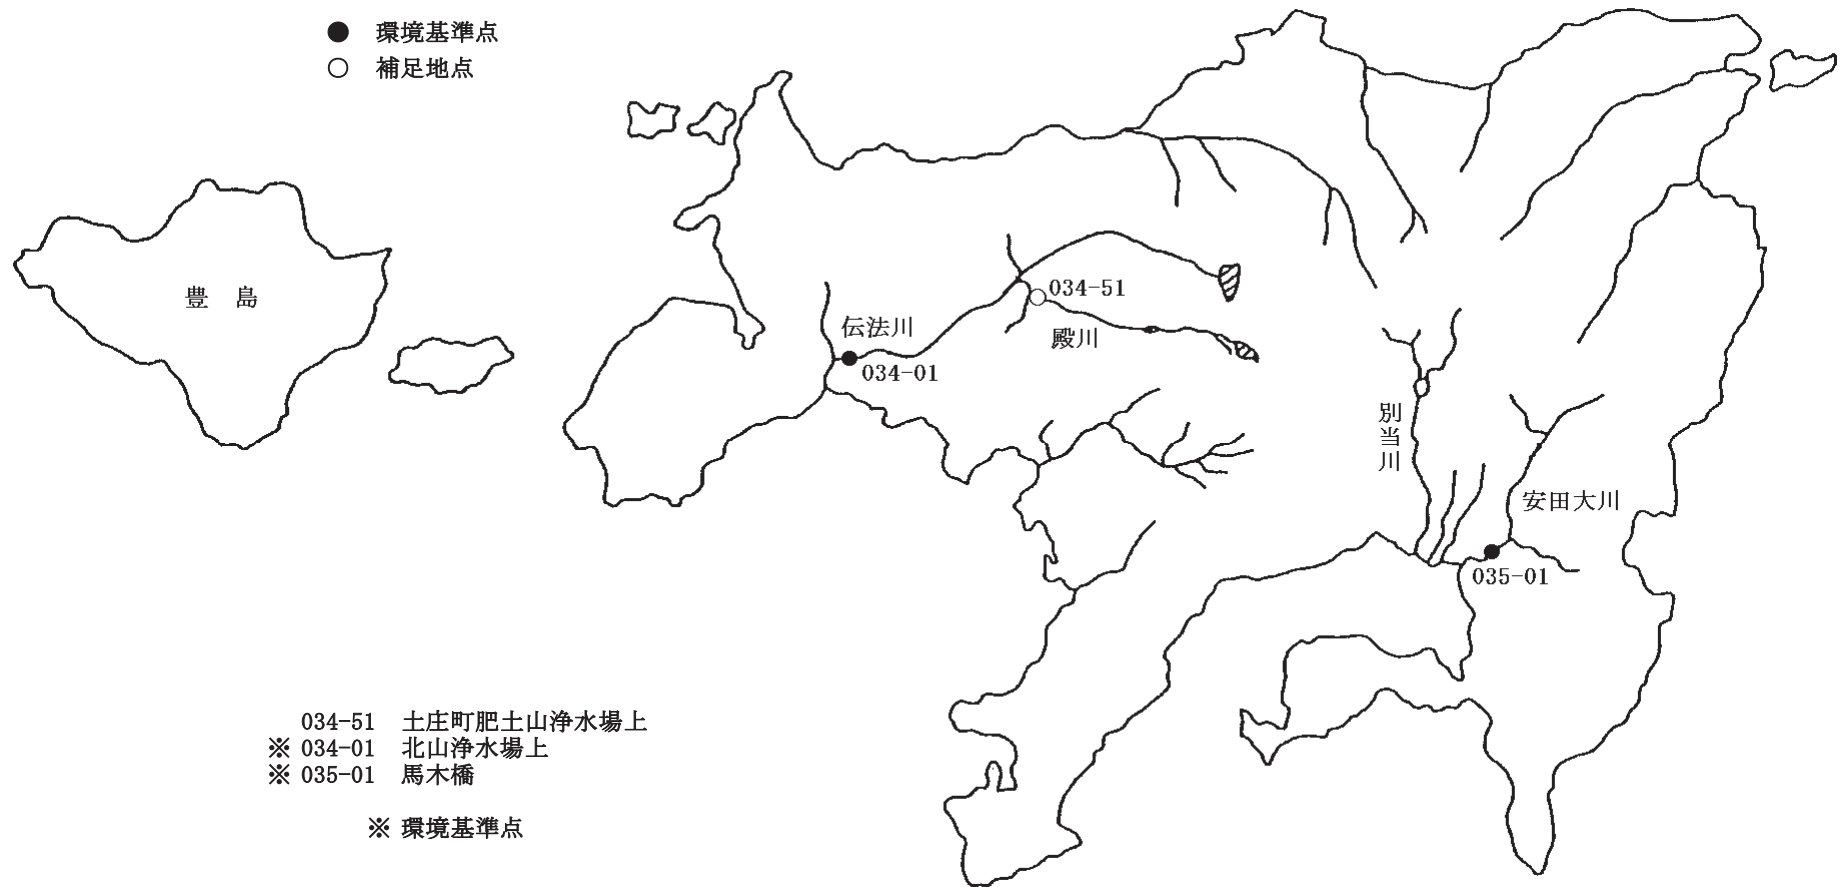 ● 環境基準点
○ 補足地点
豊島
034-51
伝法川
殿川
034-01
別当川
安田大川
035-01
034-51 土庄町肥土山浄水場上
※ 034-01 北山浄水場上
※ 035-01 馬木橋
※ 環境基準点